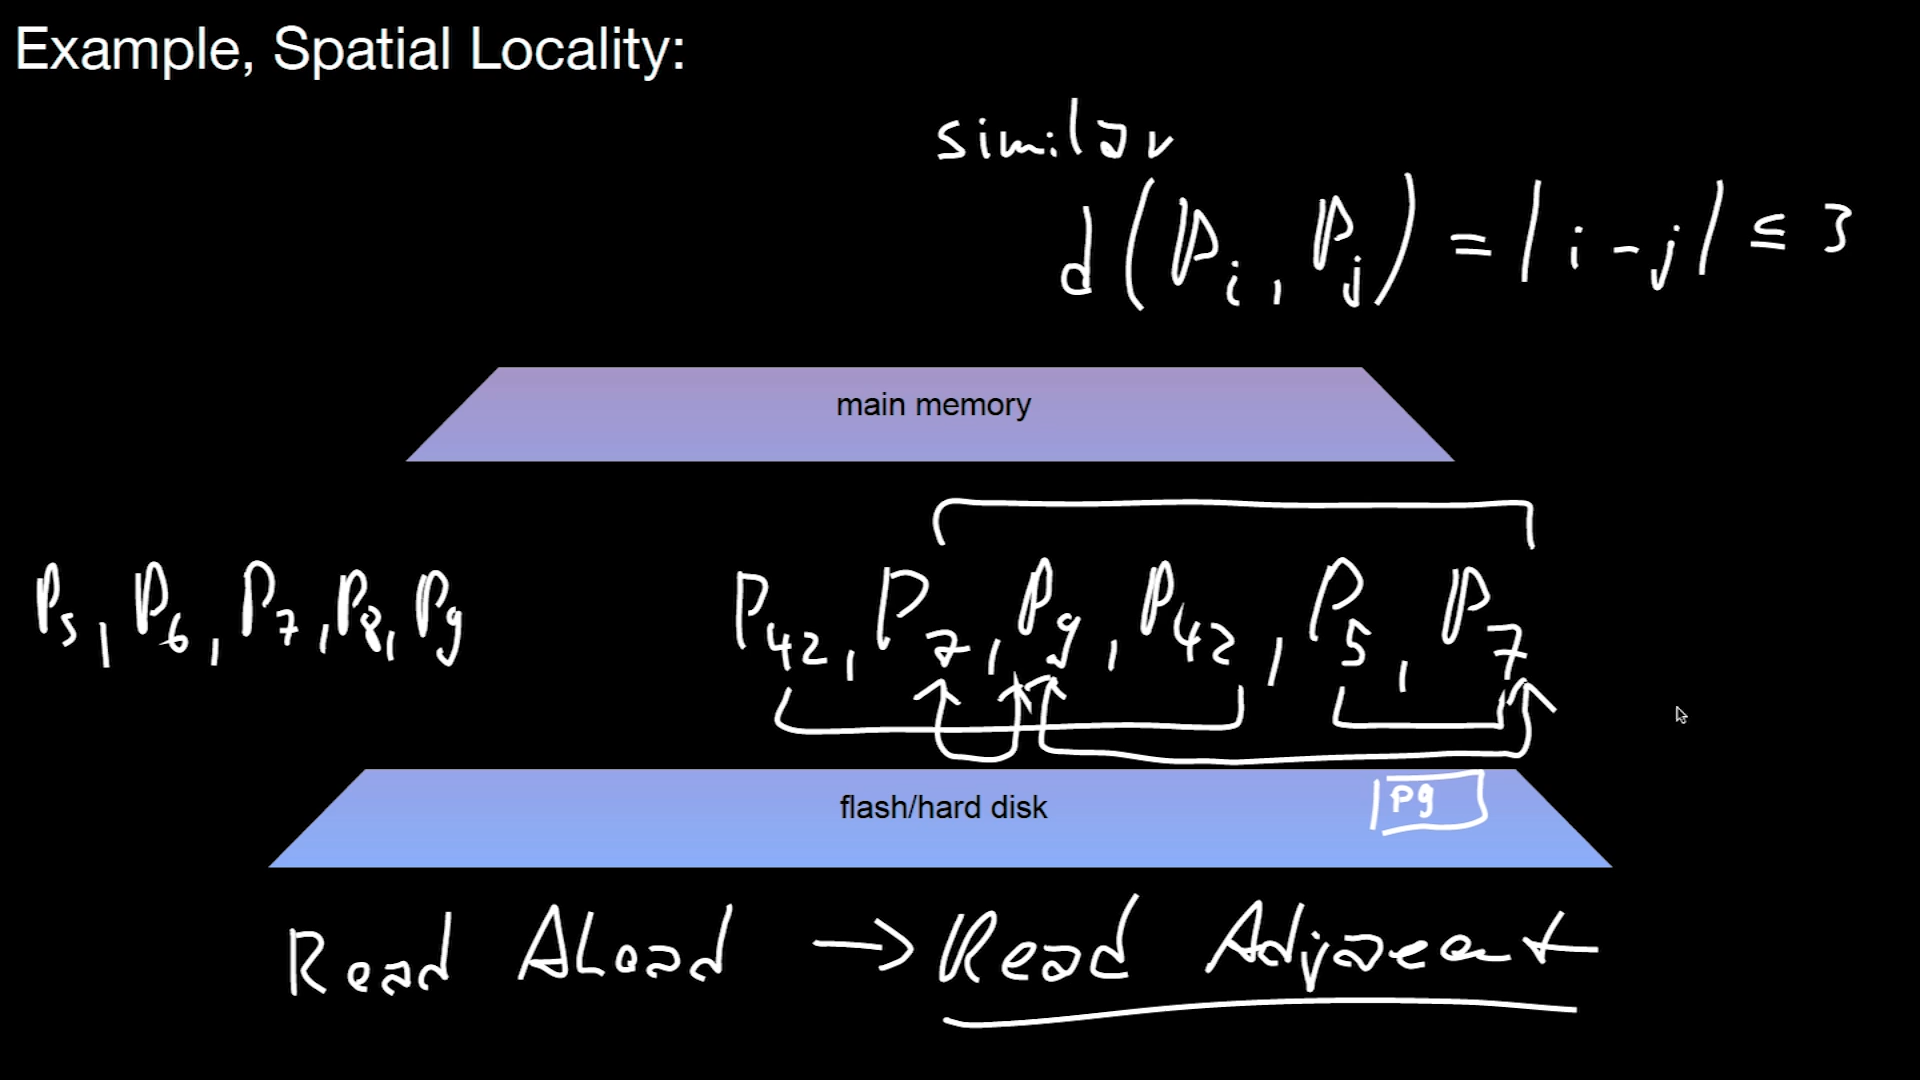 Example, Spatial Locality:
similar
d(Pi, Pj) = |i - j| ≤ 3
main memory
P5, P6, P7, P8, P9
P42, P7, P9, P42, P5, P7
flash/hard disk
P9
Read Ahead → Read Adjacent